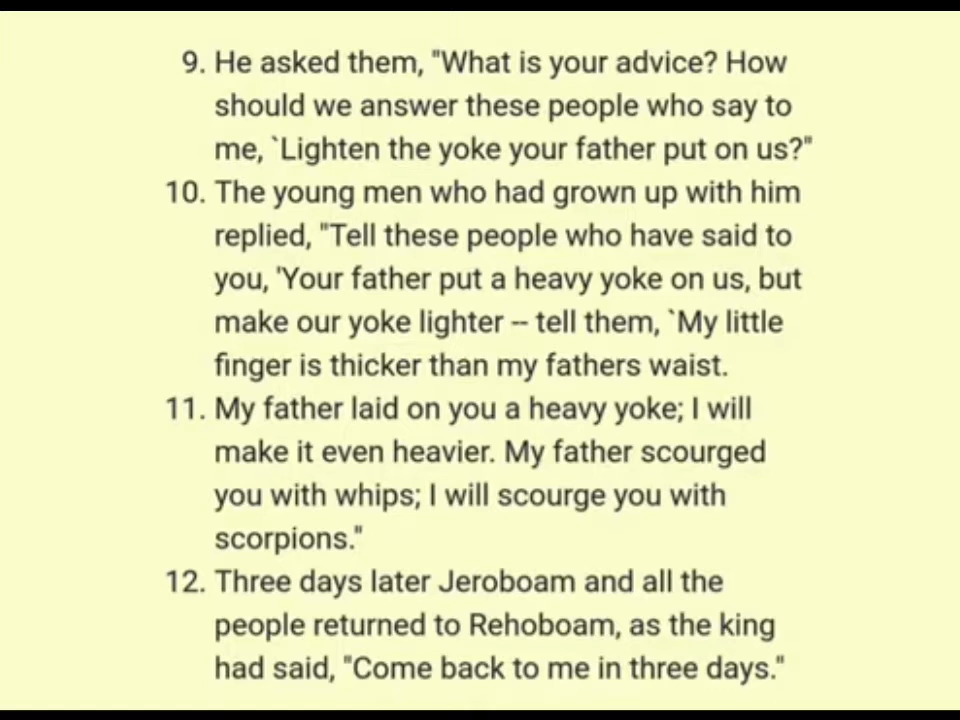 9. He asked them, "What is your advice? How
should we answer these people who say to
me, `Lighten the yoke your father put on us?"
10. The young men who had grown up with him
replied, "Tell these people who have said to
you, 'Your father put a heavy yoke on us, but
make our yoke lighter -- tell them, `My little
finger is thicker than my fathers waist.
11. My father laid on you a heavy yoke; I will
make it even heavier. My father scourged
you with whips; I will scourge you with
scorpions."
12. Three days later Jeroboam and all the
people returned to Rehoboam, as the king
had said, "Come back to me in three days."